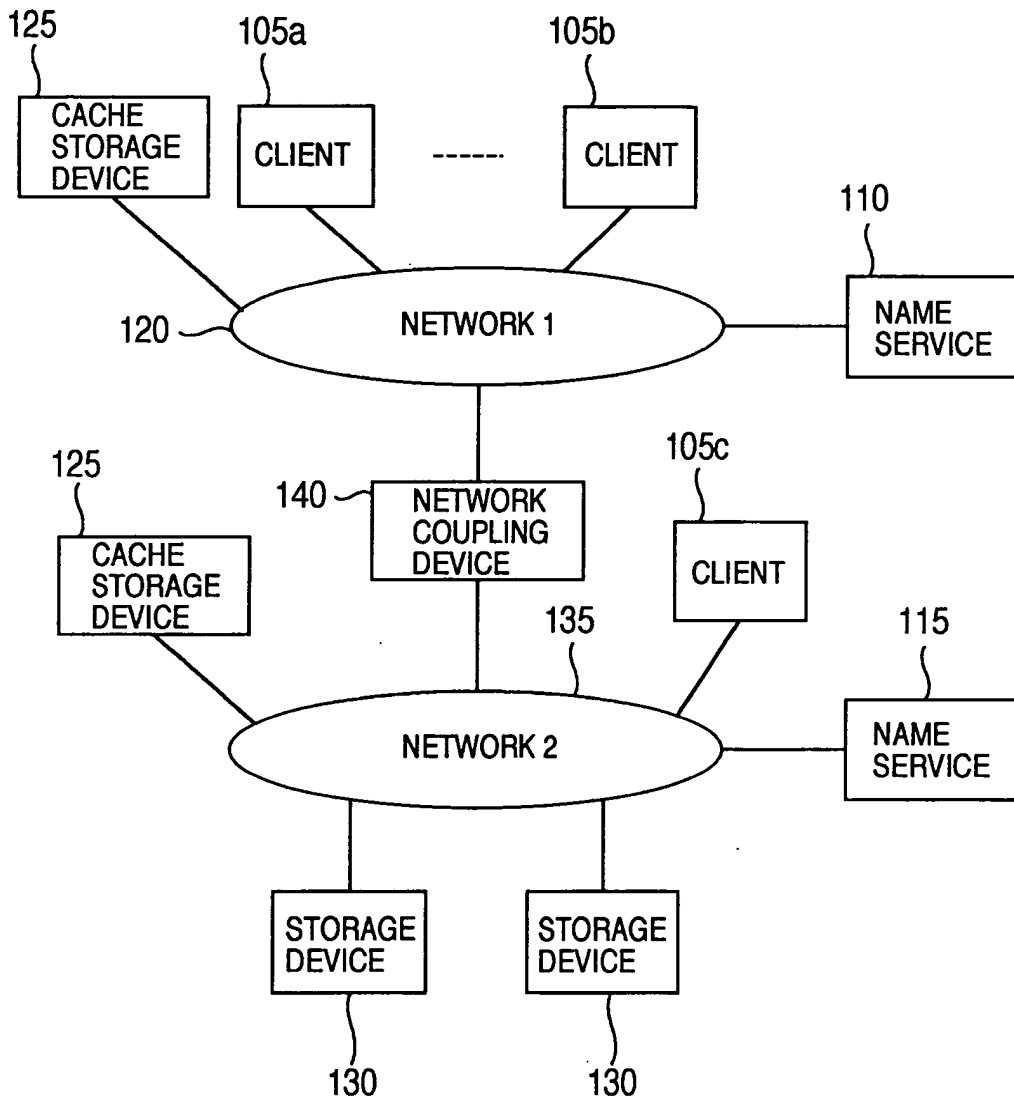 125
105a
105b
CACHE
STORAGE
DEVICE
CLIENT
CLIENT
110
NAME
SERVICE
120
NETWORK 1
125
140
NETWORK
COUPLING
DEVICE
105c
CACHE
STORAGE
DEVICE
CLIENT
135
115
NETWORK 2
NAME
SERVICE
STORAGE
DEVICE
STORAGE
DEVICE
130
130